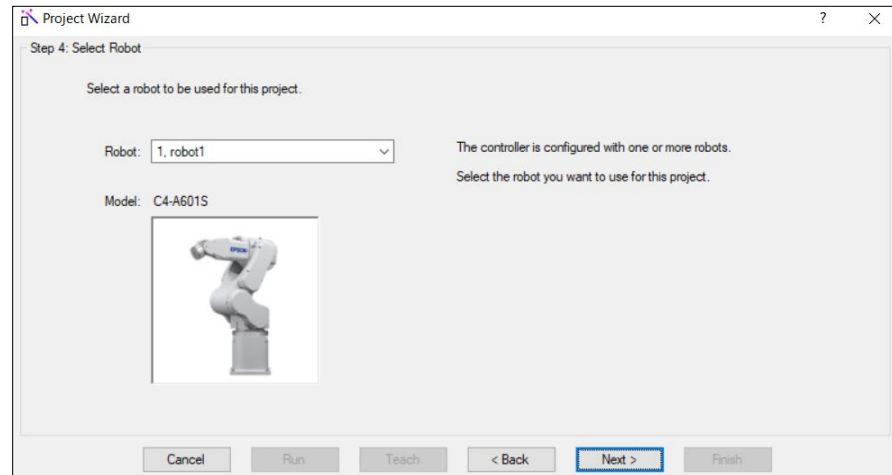 Project Wizard
?
Step 4: Select Robot
Select a robot to be used for this project.
Robot: 1, robot1
The controller is configured with one or more robots.
Select the robot you want to use for this project.
Model: C4-A601S
EPSON
Cancel Run Teach < Back Next > Finish